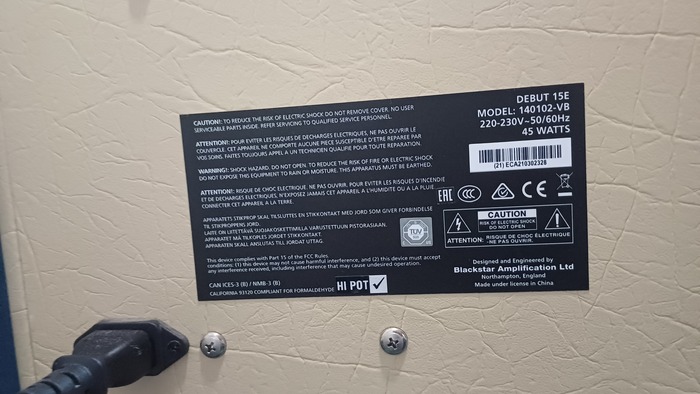 CAUTION!: TO REDUCE THE RISK OF ELECTRIC SHOCK DO NOT REMOVE COVER. NO USER
SERVICEABLE PARTS INSIDE. REFER SERVICING TO QUALIFIED SERVICE PERSONNEL.
ATTENTION!: POUR EVITER LES RISQUES DE DECHARGES ELECTRIQUES, NE PAS OUVRIR LE
COUVERCLE. CET APPAREIL NE COMPORTE AUCUNE PIECE SUSCEPTIBLE D'ETRE REPAREE PAR
VOS SOINS. FAITES TOUJOURS APPEL A UN TECHNICIEN QUALIFIE POUR TOUTE REPARATION.
WARNING!: SHOCK HAZARD. DO NOT OPEN. TO REDUCE THE RISK OF FIRE OR ELECTRIC SHOCK
DO NOT EXPOSE THIS EQUIPMENT TO RAIN OR MOISTURE. THIS APPARATUS MUST BE EARTHED.
ATTENTION!: RISQUE DE CHOC ELECTRIQUE. NE PAS OUVRIR. POUR EVITER LES RISQUES D'INCENDIE
ET DE DECHARGES ELECTRIQUES, N'EXPOSEZ JAMAIS CET APPAREIL A L'HUMIDITE OU A LA PLUIE
CONNECTER CET APPAREIL A LA TERRE.
APPARATETS STIKPROP SKAL TILSLUTTES EN STIKKONTAKT MED JORD SOM GIVER FORBINDELSE
TIL STIKPROPPENS JORD.
LAITE ON LIITETTÄVÄ SUOJAKOSKETTIMALLA VARUSTETTUUN PISTORASIAAN.
APPARATET MÅ TILKOPLES JORDET STIKKONTAKT.
APPARATEN SKALL ANSLUTAS TILL JORDAT UTTAG.
This device complies with Part 15 of the FCC Rules.
conditions: (1) this device may not cause harmful interference, and (2) this device must accept
any interference received, including interference that may cause undesired operation.
CAN ICES-3 (B) / NMB-3 (B)
CALIFORNIA 93120 COMPLIANT FOR FORMALDEHYDE
HI POT
TÜV
DEBUT 15E
MODEL: 140102-VB
220-230V~50/60Hz
45 WATTS
(21) ECA210302328
EAC CCC CE
CAUTION
RISK OF ELECTRIC SHOCK
DO NOT OPEN
ATTENTION: RISQUE DE CHOC ÉLECTRIQUE
NE PAS OUVRIR.
Designed and Engineered by
Blackstar Amplification Ltd
Northampton, England
Made under license in China